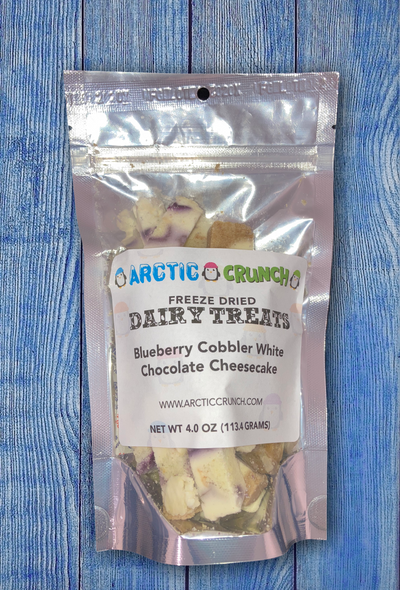 ARCTIC CRUNCH
FREEZE DRIED
DAIRY TREATS
Blueberry Cobbler White
Chocolate Cheesecake
WWW.ARCTICCRUNCH.COM
NET WT 4.0 OZ (113.4 GRAMS)